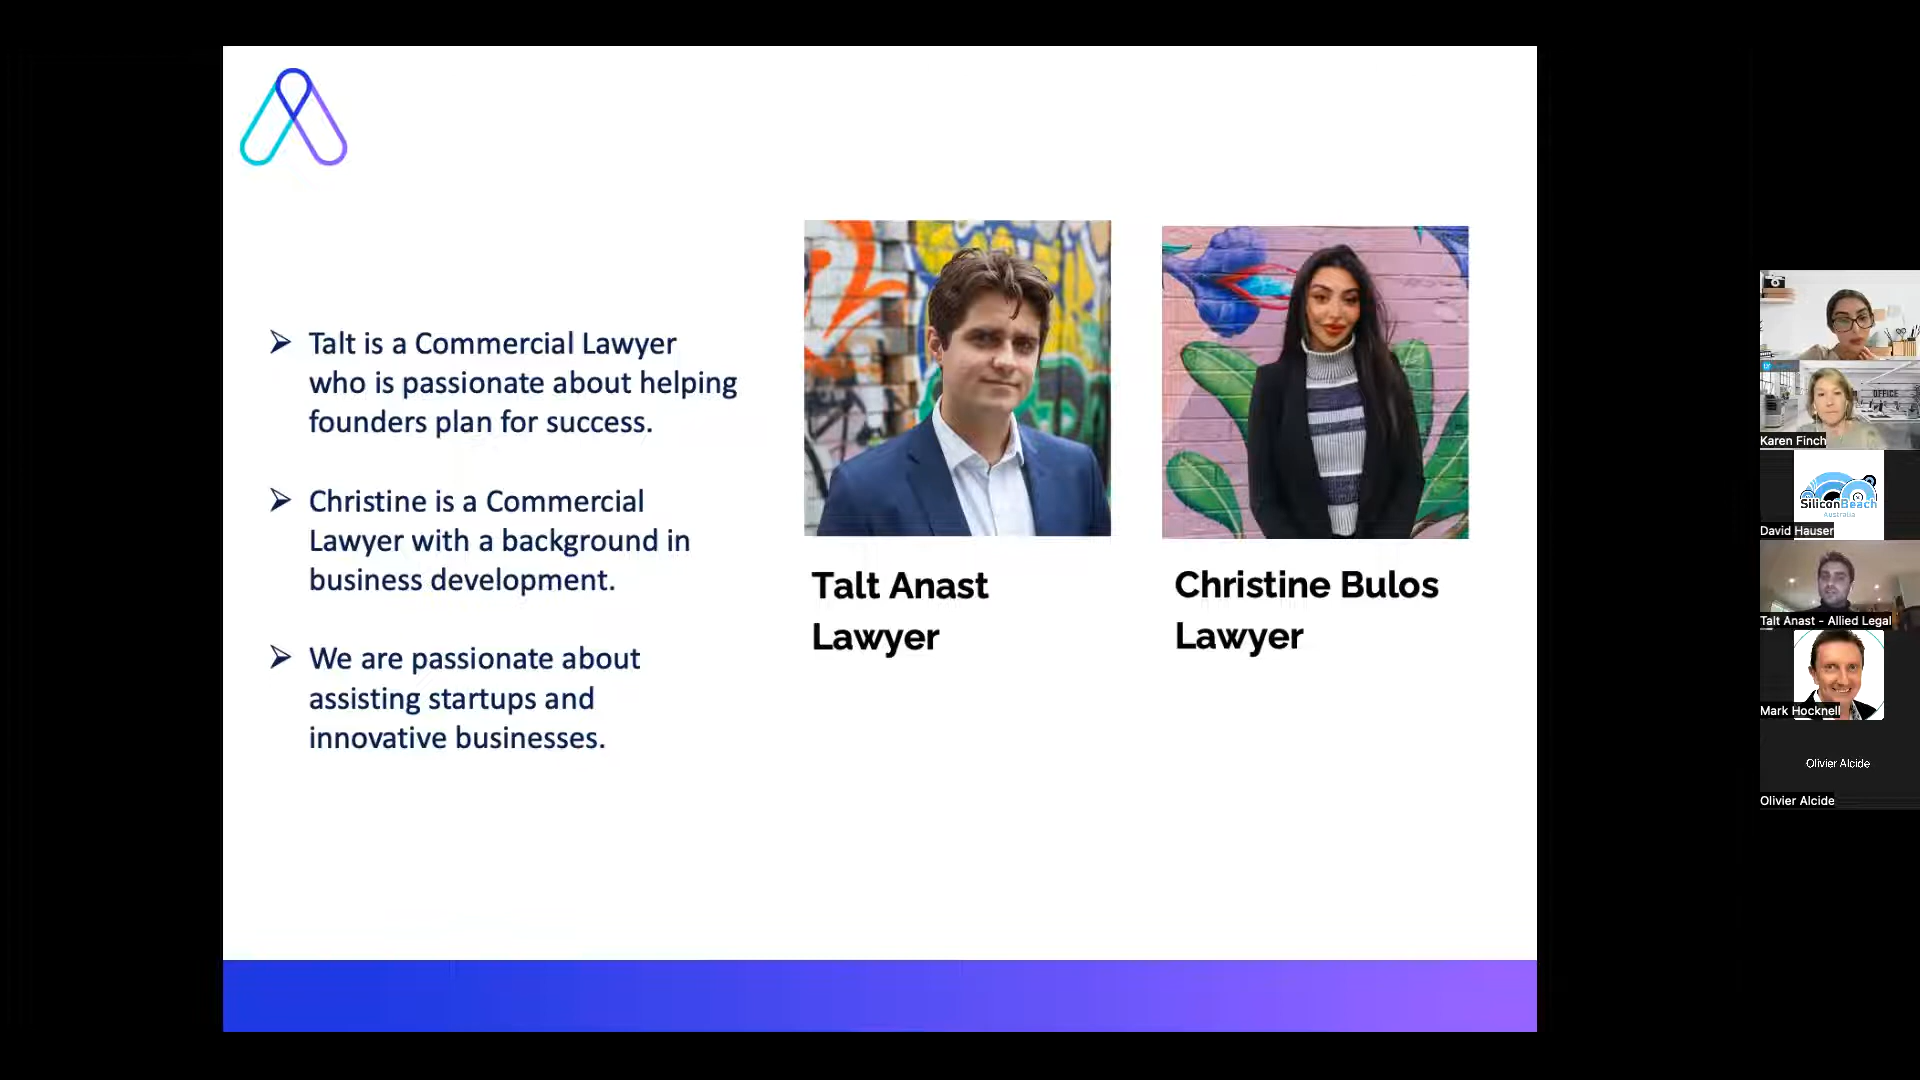 Talt is a Commercial Lawyer
who is passionate about helping
founders plan for success.
Christine is a Commercial
Lawyer with a background in
business development.
We are passionate about
assisting startups and
innovative businesses.
Talt Anast
Lawyer
Christine Bulos
Lawyer
OFFICE
Karen Finch
SiliconBeach
Australia
David Hauser
Talt Anast - Allied Legal
Mark Hocknell
Olivier Alcide
Olivier Alcide